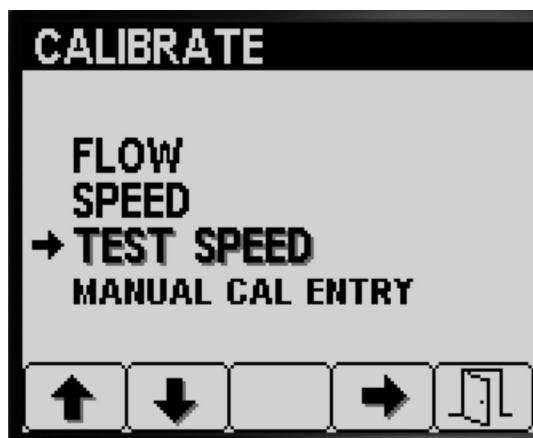 CALIBRATE
FLOW
SPEED
TEST SPEED
MANUAL CAL ENTRY